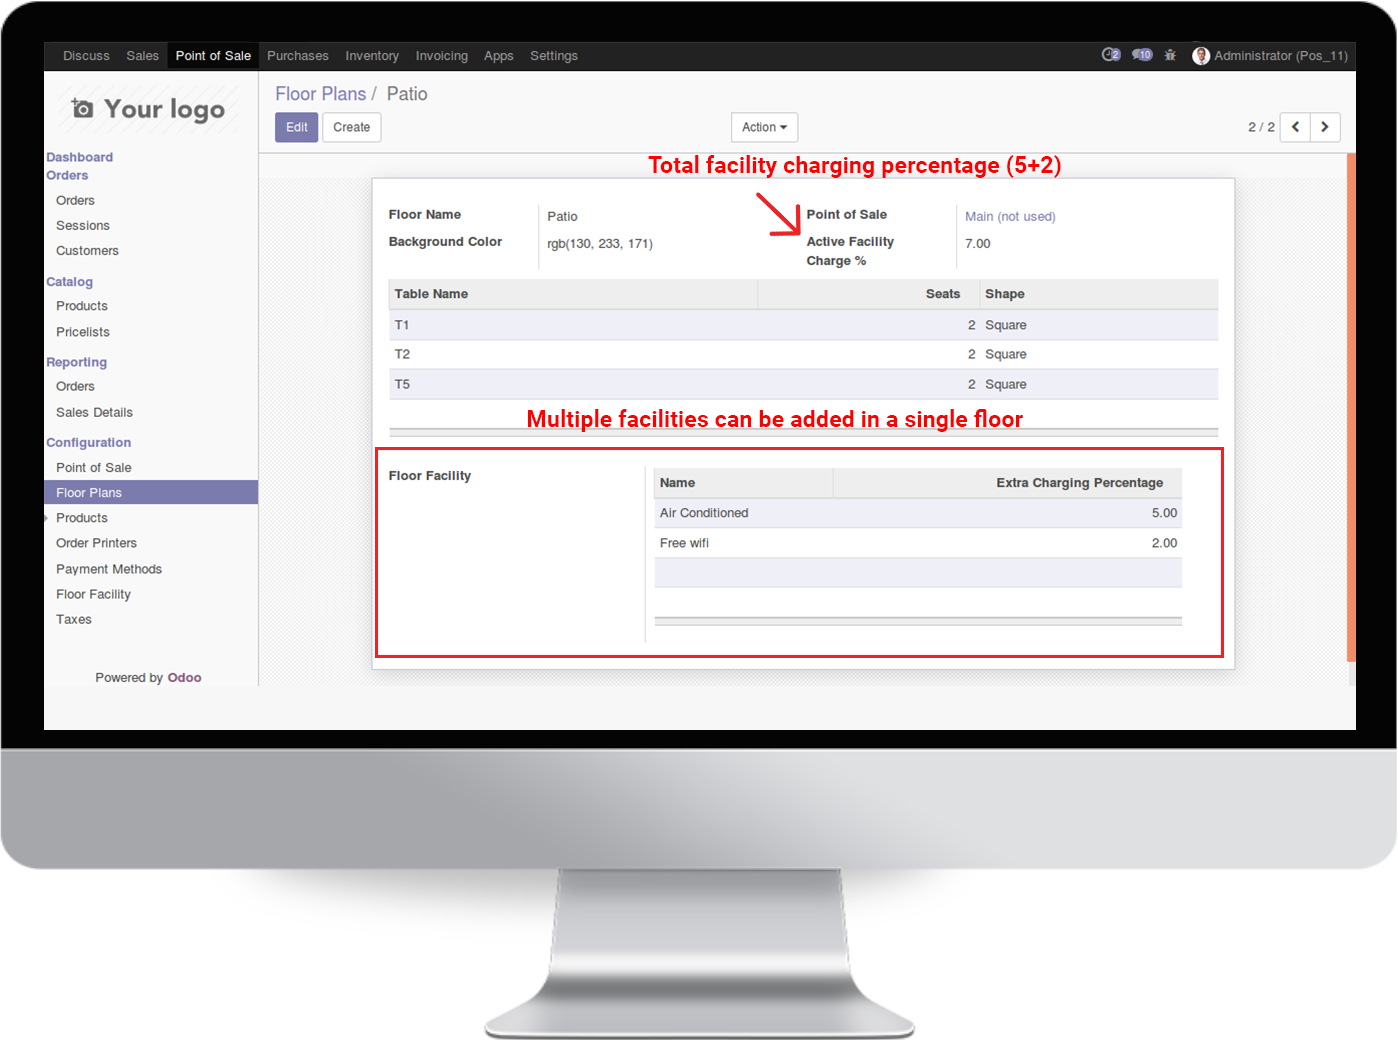 Discuss Sales Point of Sale Purchases Inventory Invoicing Apps Settings 2 10 Administrator (Pos_11)
Your logo
Floor Plans / Patio
Edit Create Action 2 / 2
Dashboard
Orders
Orders
Sessions
Customers
Catalog
Products
Pricelists
Reporting
Orders
Sales Details
Configuration
Point of Sale
Floor Plans
Products
Order Printers
Payment Methods
Floor Facility
Taxes
Powered by Odoo
Total facility charging percentage (5+2)
Floor Name Patio Point of Sale Main (not used)
Background Color rgb(130, 233, 171) Active Facility 7.00
Charge %
Table Name Seats Shape
T1 2 Square
T2 2 Square
T5 2 Square
Multiple facilities can be added in a single floor
Floor Facility
Name Extra Charging Percentage
Air Conditioned 5.00
Free wifi 2.00